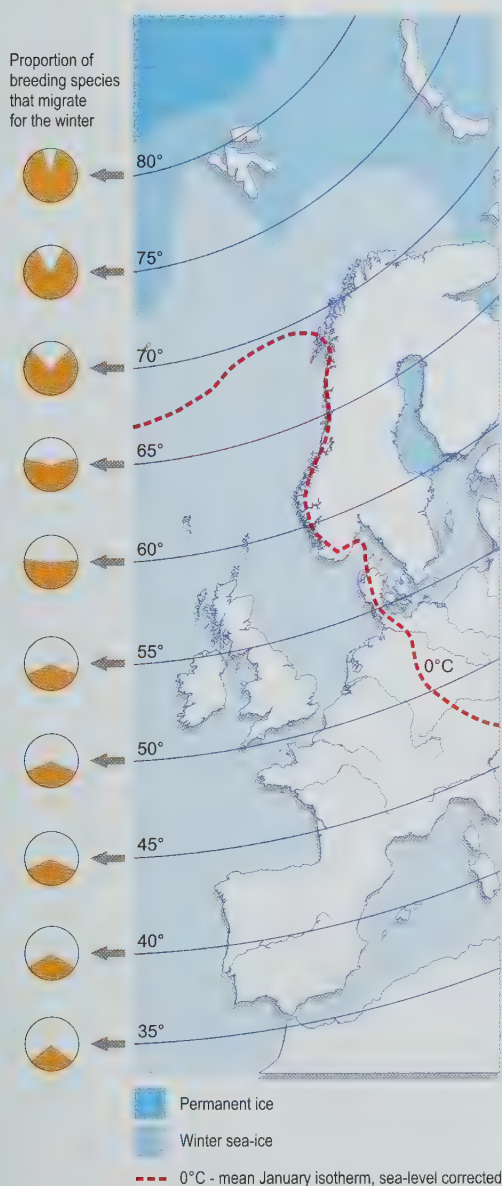 Proportion of
breeding species
that migrate
for the winter
80°
75°
70°
65°
60°
55°
0°C
50°
45°
40°
35°
Permanent ice
Winter sea-ice
0°C - mean January isotherm, sea-level corrected